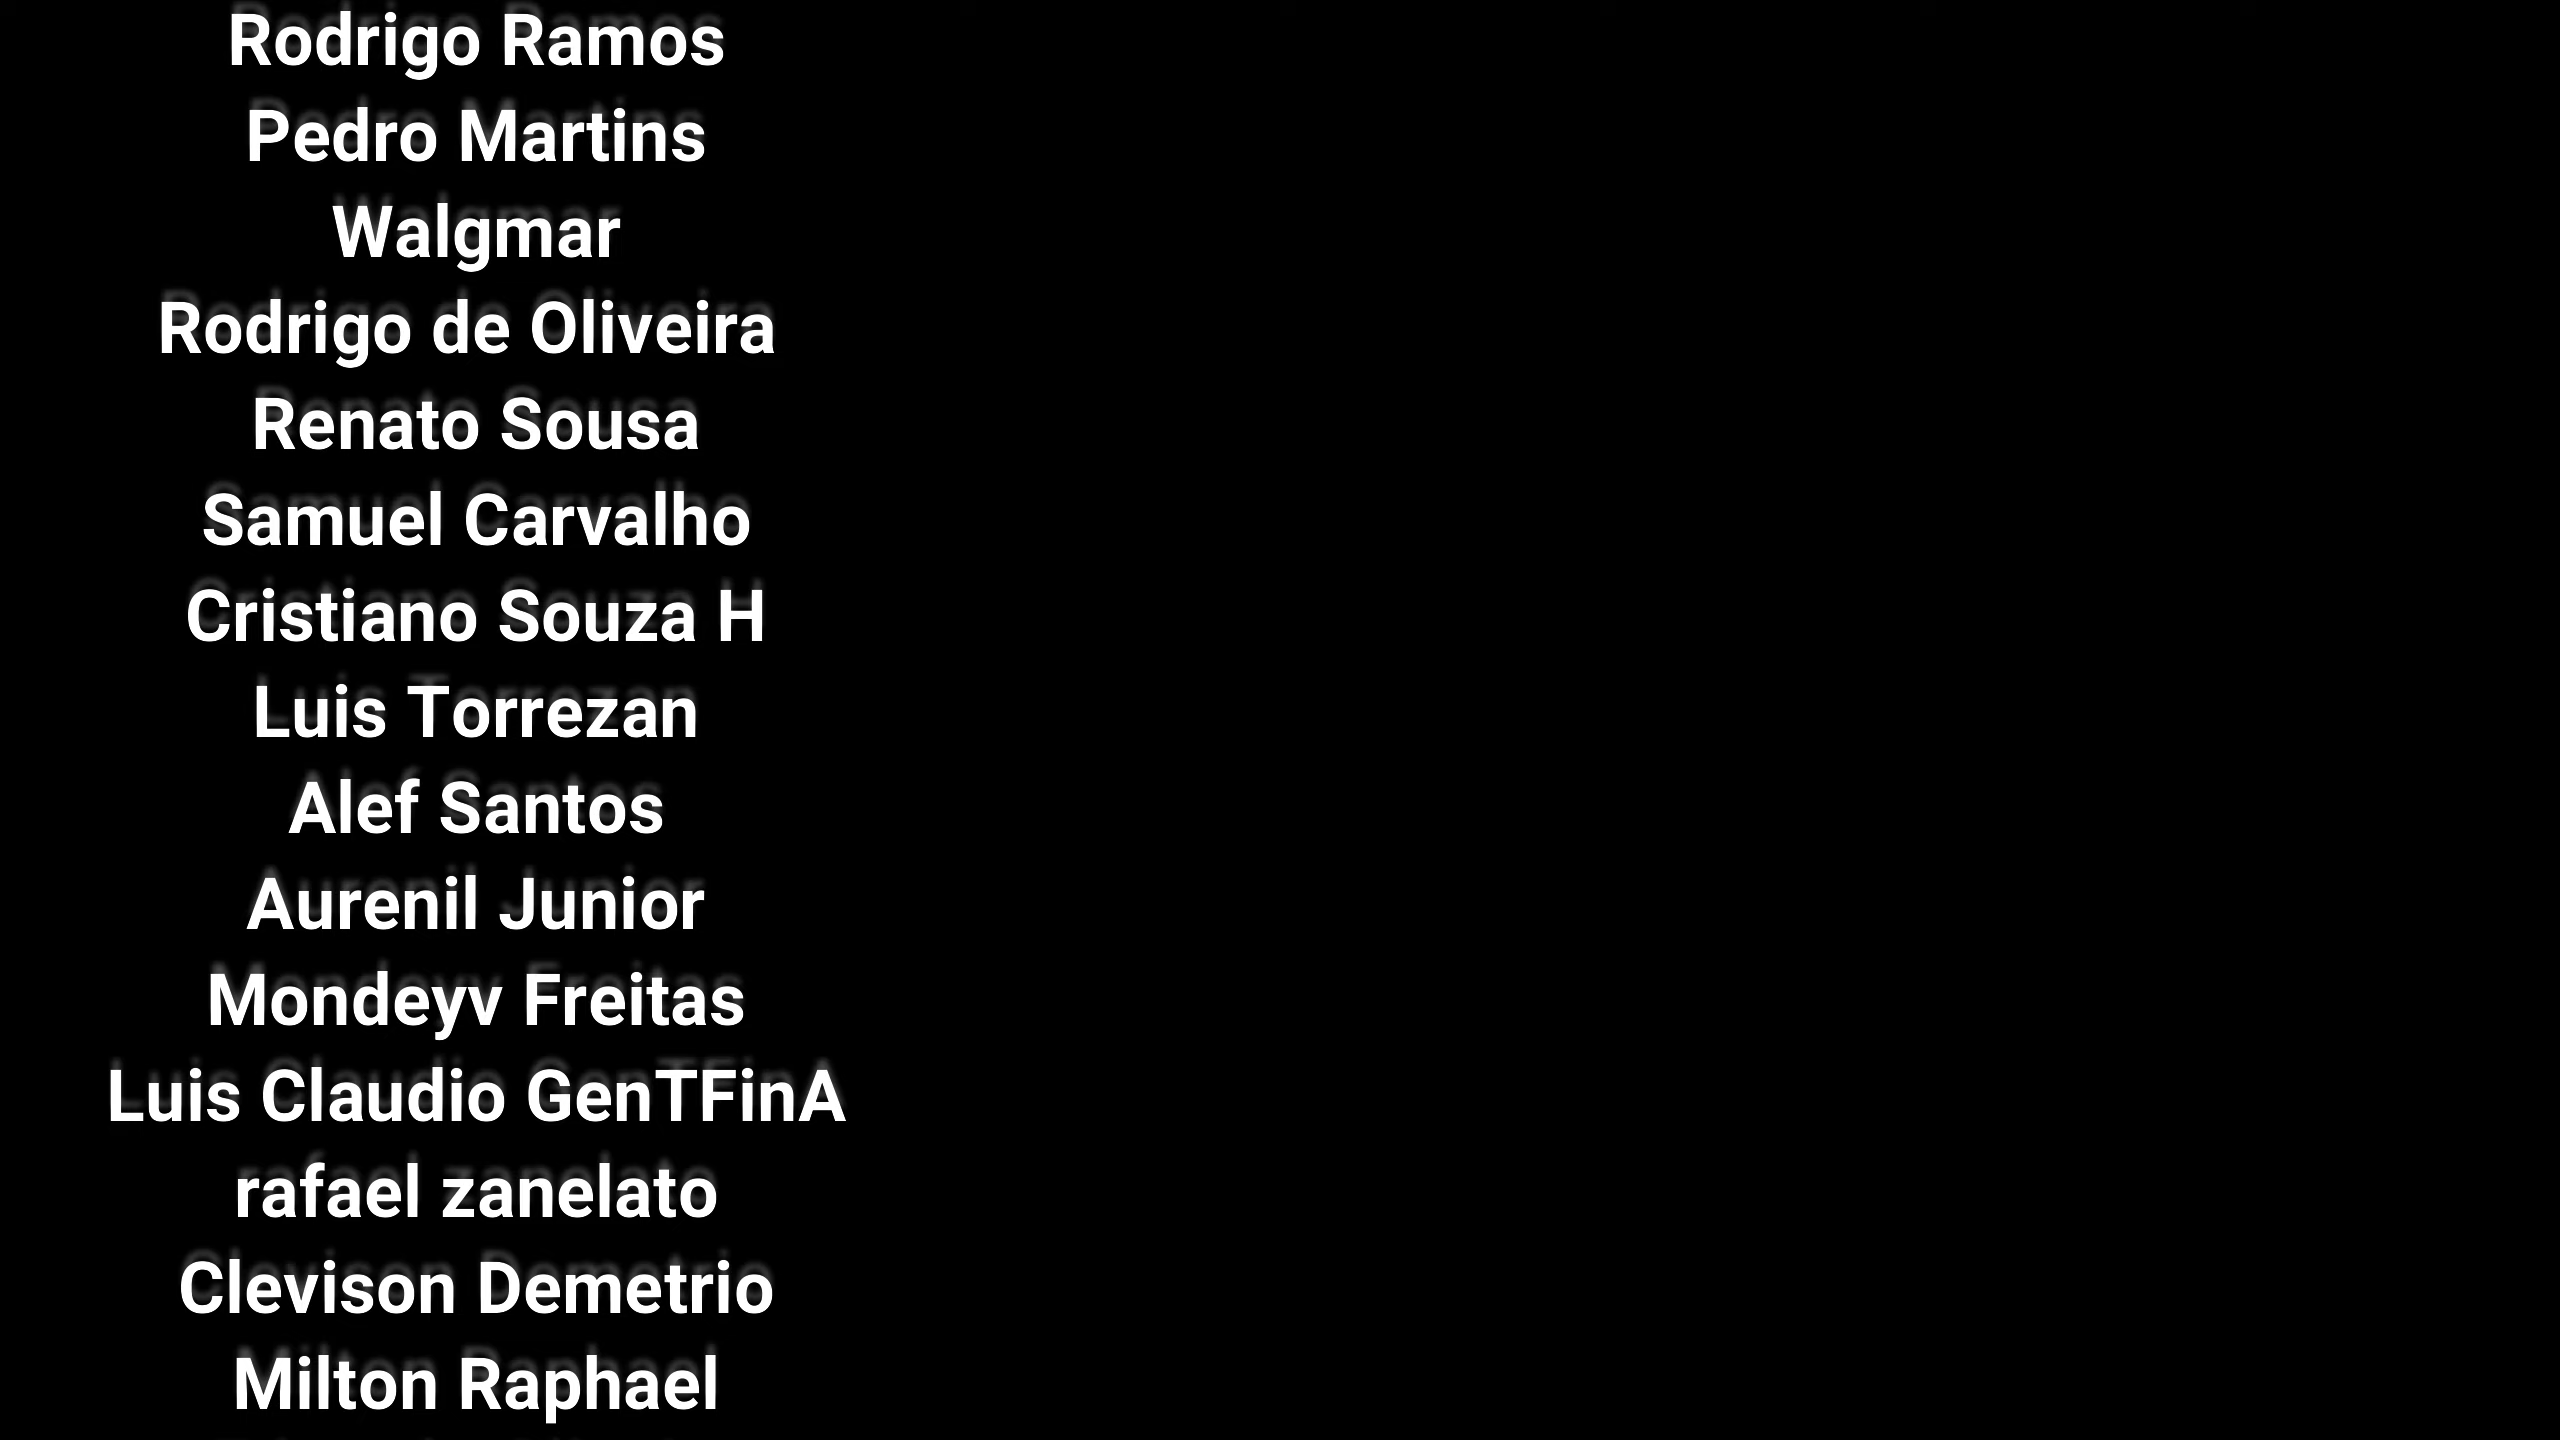 Rodrigo Ramos
Pedro Martins
Walgmar
Rodrigo de Oliveira
Renato Sousa
Samuel Carvalho
Cristiano Souza H
Luis Torrezan
Alef Santos
Aurenil Junior
Mondeyv Freitas
Luis Claudio GenTFinA
rafael zanelato
Clevison Demetrio
Milton Raphael